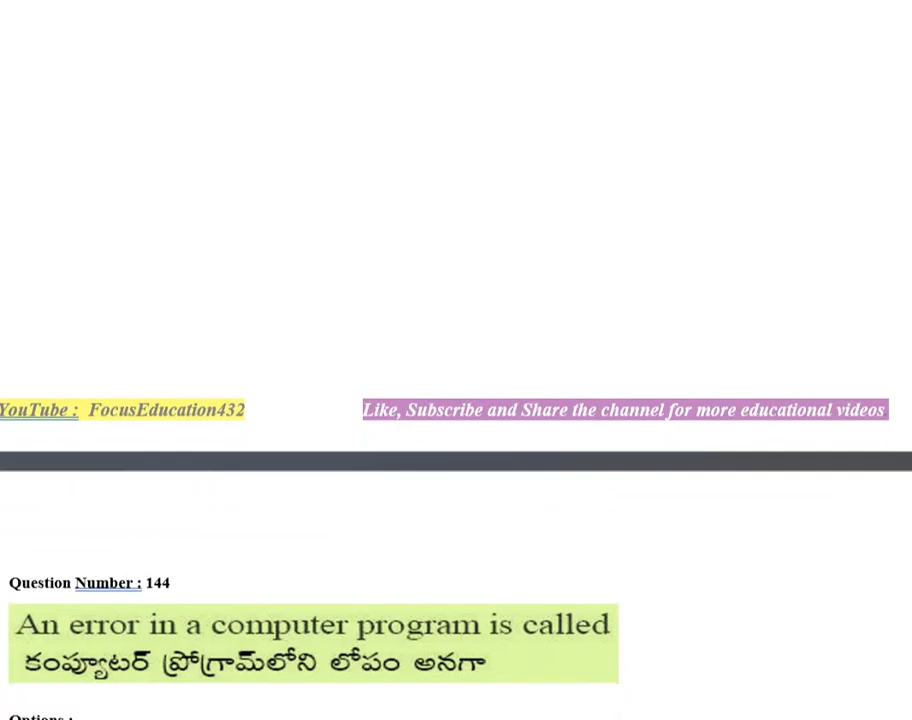 YouTube : FocusEducation432 Like, Subscribe and Share the channel for more educational videos
Question Number : 144
An error in a computer program is called
కంప్యూటర్ ప్రోగ్రామ్‌లోని లోపం అనగా
Options :